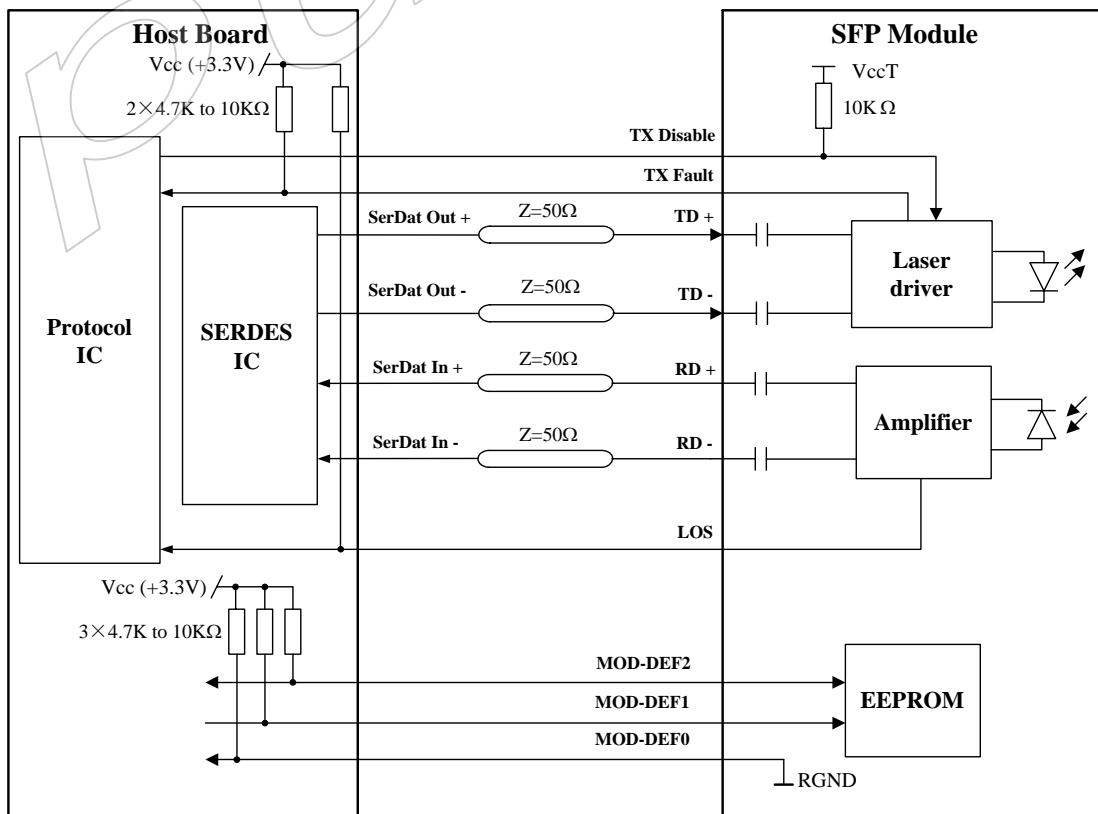 Host Board
SFP Module
Vcc (+3.3V)
VccT
2×4.7K to 10KΩ
10K Ω
TX Disable
TX Fault
SerDat Out +
Z=50Ω
TD +
Laser
driver
SerDat Out -
Z=50Ω
TD -
Protocol
IC
SERDES
IC
SerDat In +
Z=50Ω
RD +
Amplifier
SerDat In -
Z=50Ω
RD -
LOS
Vcc (+3.3V)
3×4.7K to 10KΩ
MOD-DEF2
MOD-DEF1
EEPROM
MOD-DEF0
RGND